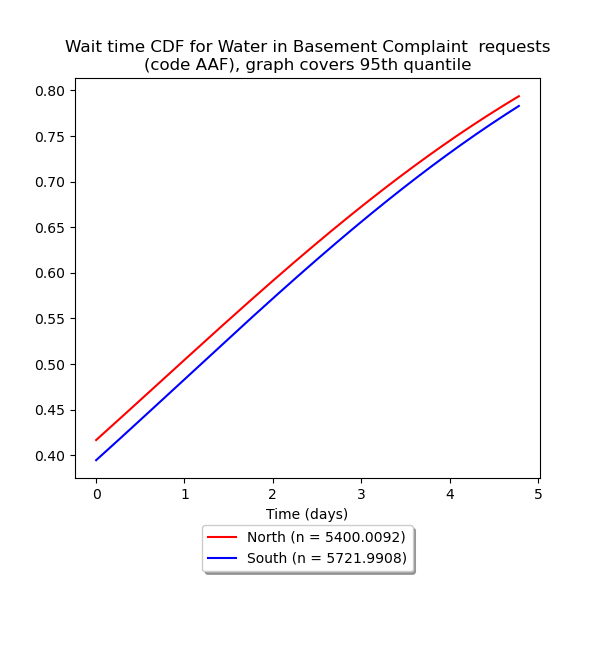 Wait time CDF for Water in Basement Complaint  requests
(code AAF), graph covers 95th quantile
0.80
0.75
0.70
0.65
0.60
0.55
0.50
0.45
0.40
0 1 2 3 4 5
Time (days)
North (n = 5400.0092)
South (n = 5721.9908)